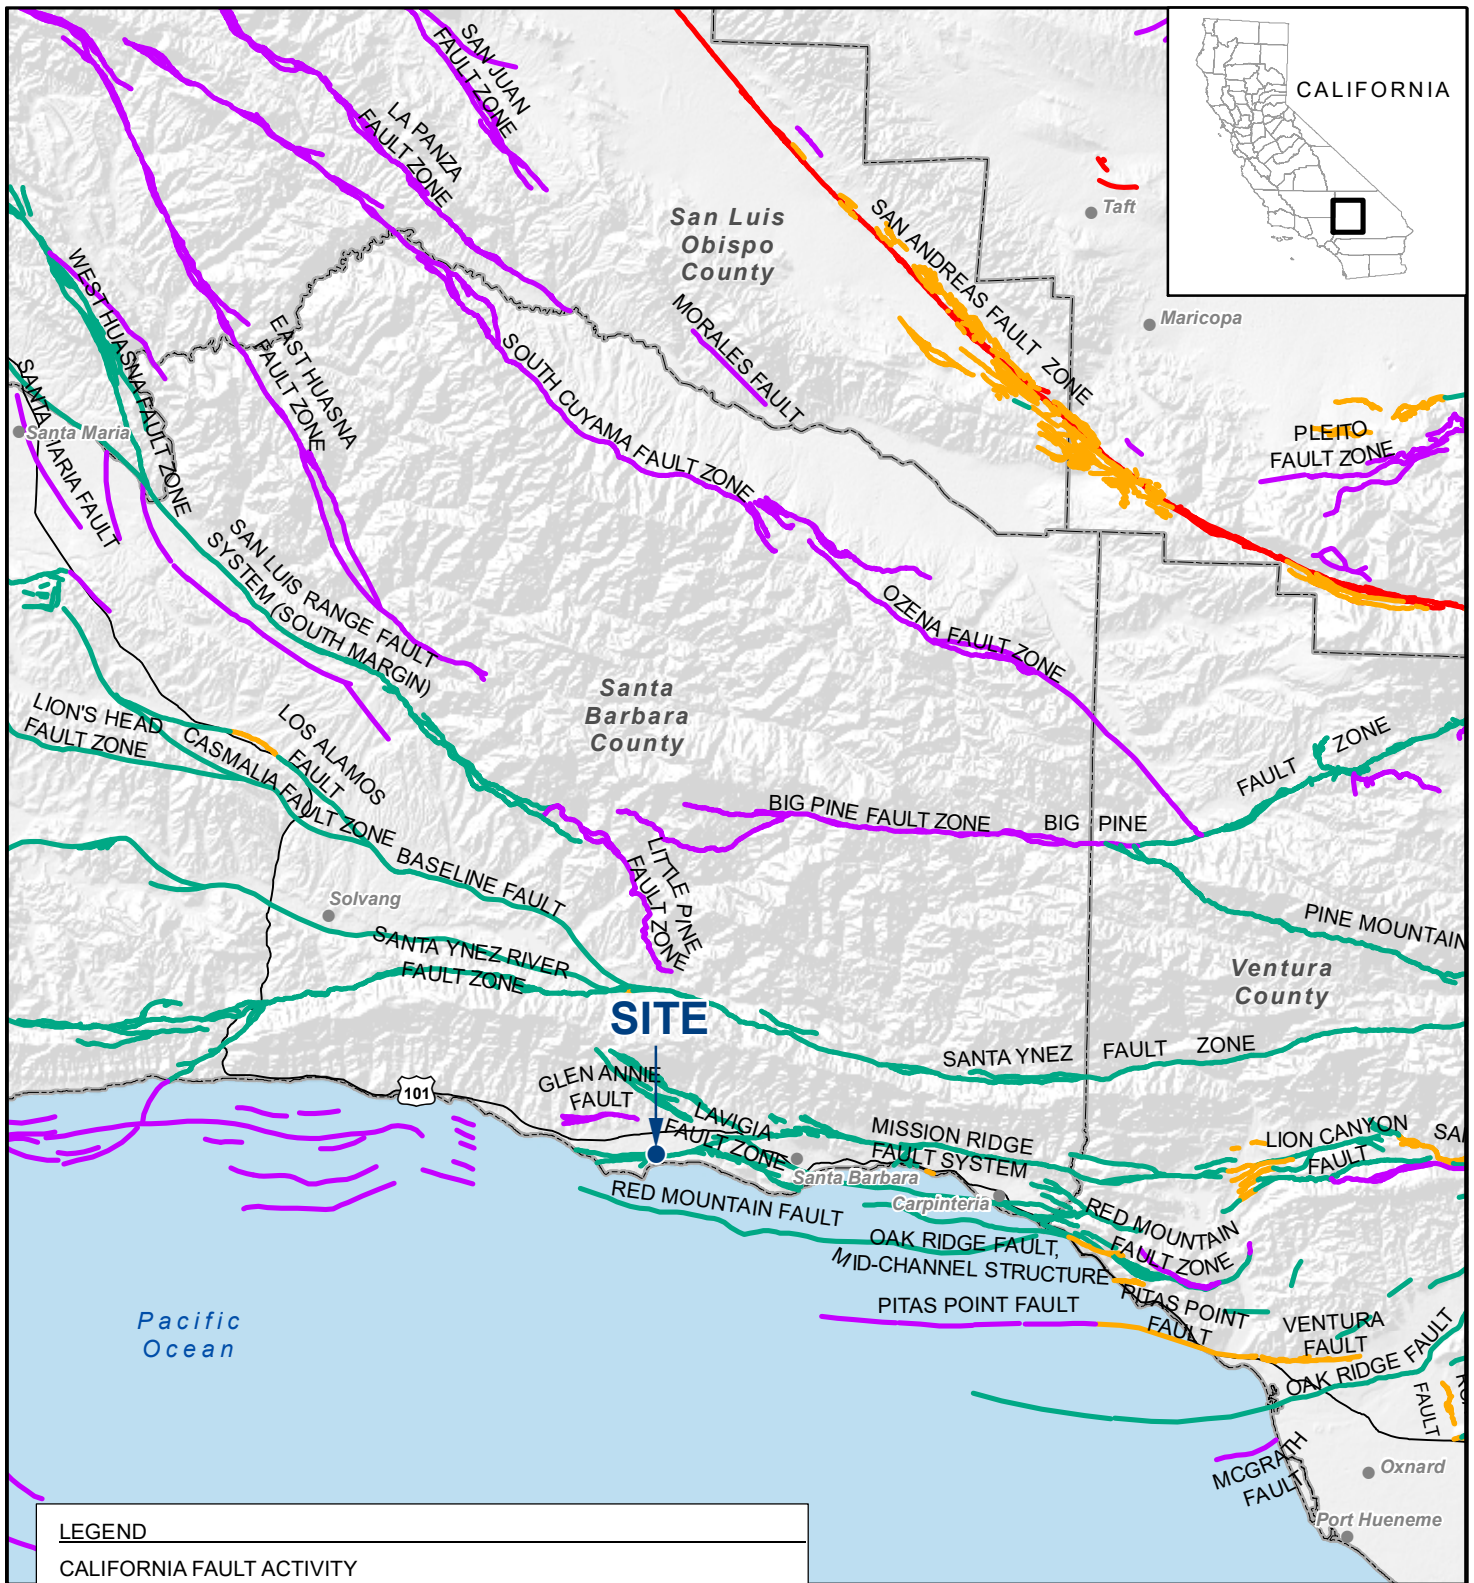 SAN JUAN
FAULT ZONE
LA PANZA
FAULT ZONE
CALIFORNIA
Taft
San Luis
Obispo
County
SAN ANDREAS FAULT ZONE
Maricopa
WEST HUASNA FAULT ZONE
EAST HUASNA
FAULT ZONE
MORALES FAULT
SOUTH CUYAMA FAULT ZONE
SANTA MARIA FAULT
Santa Maria
PLEITO
FAULT ZONE
SAN LUIS RANGE FAULT
SYSTEM (SOUTH MARGIN)
OZENA FAULT ZONE
Santa
Barbara
County
LION'S HEAD
FAULT ZONE
LOS ALAMOS
FAULT
CASMALIA FAULT ZONE
FAULT ZONE
BIG PINE FAULT ZONE
BIG PINE
LITTLE PINE
FAULT ZONE
BASELINE FAULT
Solvang
PINE MOUNTAIN
SANTA YNEZ RIVER
FAULT ZONE
Ventura
County
SITE
SANTA YNEZ FAULT ZONE
GLEN ANNIE
FAULT
101
LAVIGIA
FAULT ZONE
MISSION RIDGE
FAULT SYSTEM
LION CANYON
FAULT
SA
Santa Barbara
Carpinteria
RED MOUNTAIN FAULT
RED MOUNTAIN
FAULT ZONE
OAK RIDGE FAULT,
MID-CHANNEL STRUCTURE
PITAS POINT FAULT
PITAS POINT
FAULT
VENTURA
FAULT
Pacific
Ocean
OAK RIDGE FAULT
FAULT
MCGRATH
FAULT
Oxnard
Port Hueneme
LEGEND
CALIFORNIA FAULT ACTIVITY